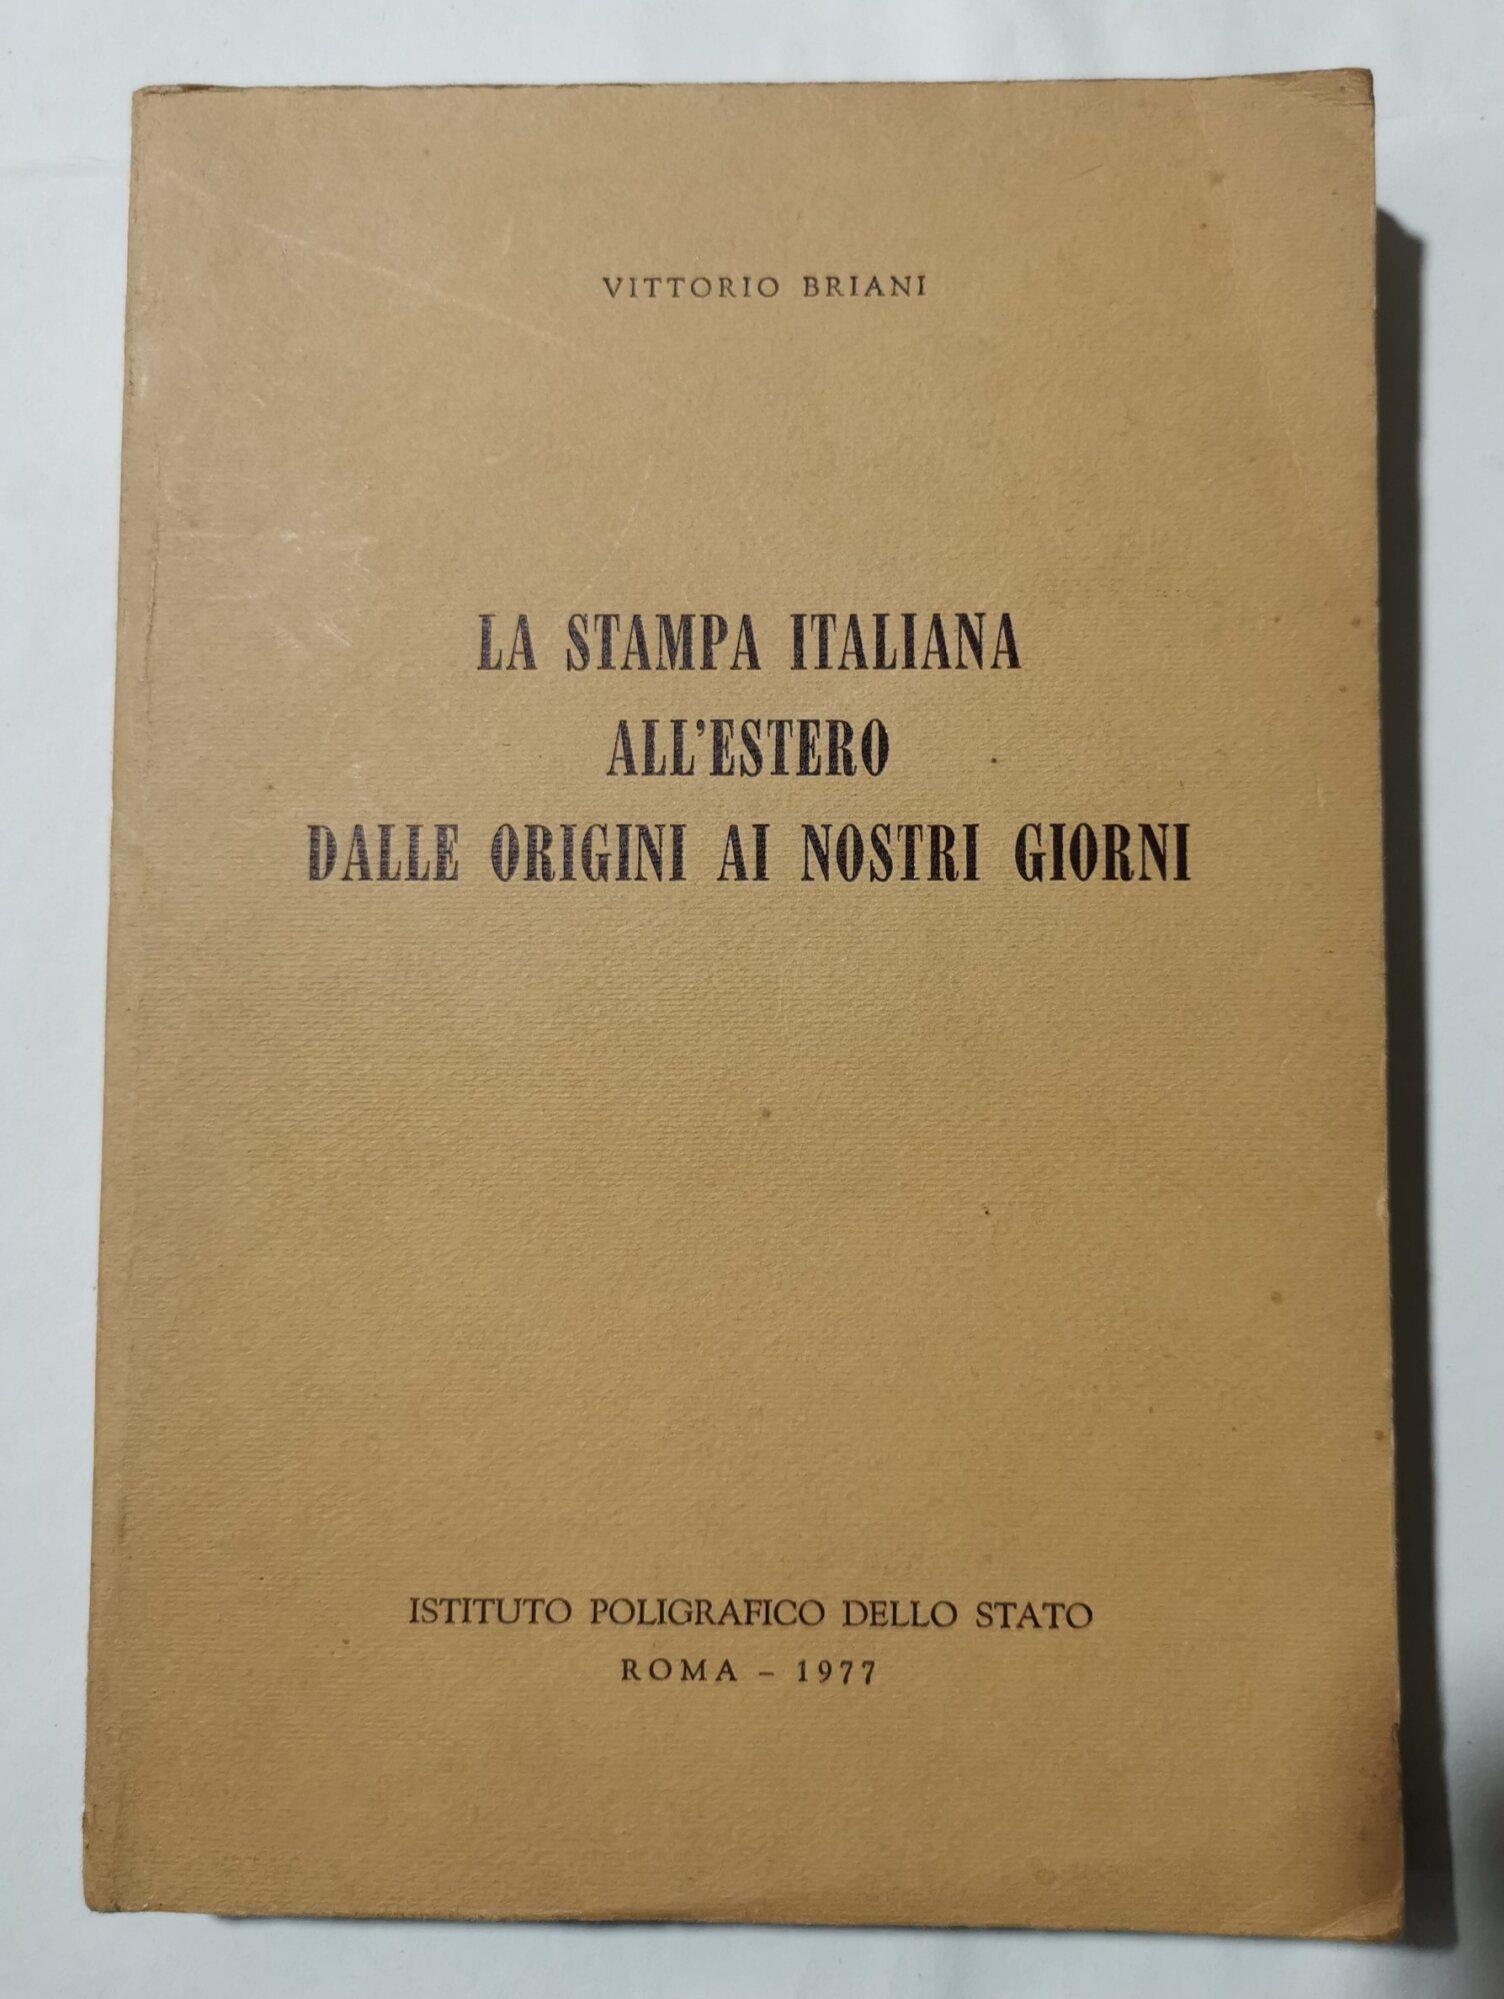 VITTORIO BRIANI
LA STAMPA ITALIANA
ALL'ESTERO
DALLE ORIGINI AI NOSTRI GIORNI
ISTITUTO POLIGRAFICO DELLO STATO
ROMA – 1977